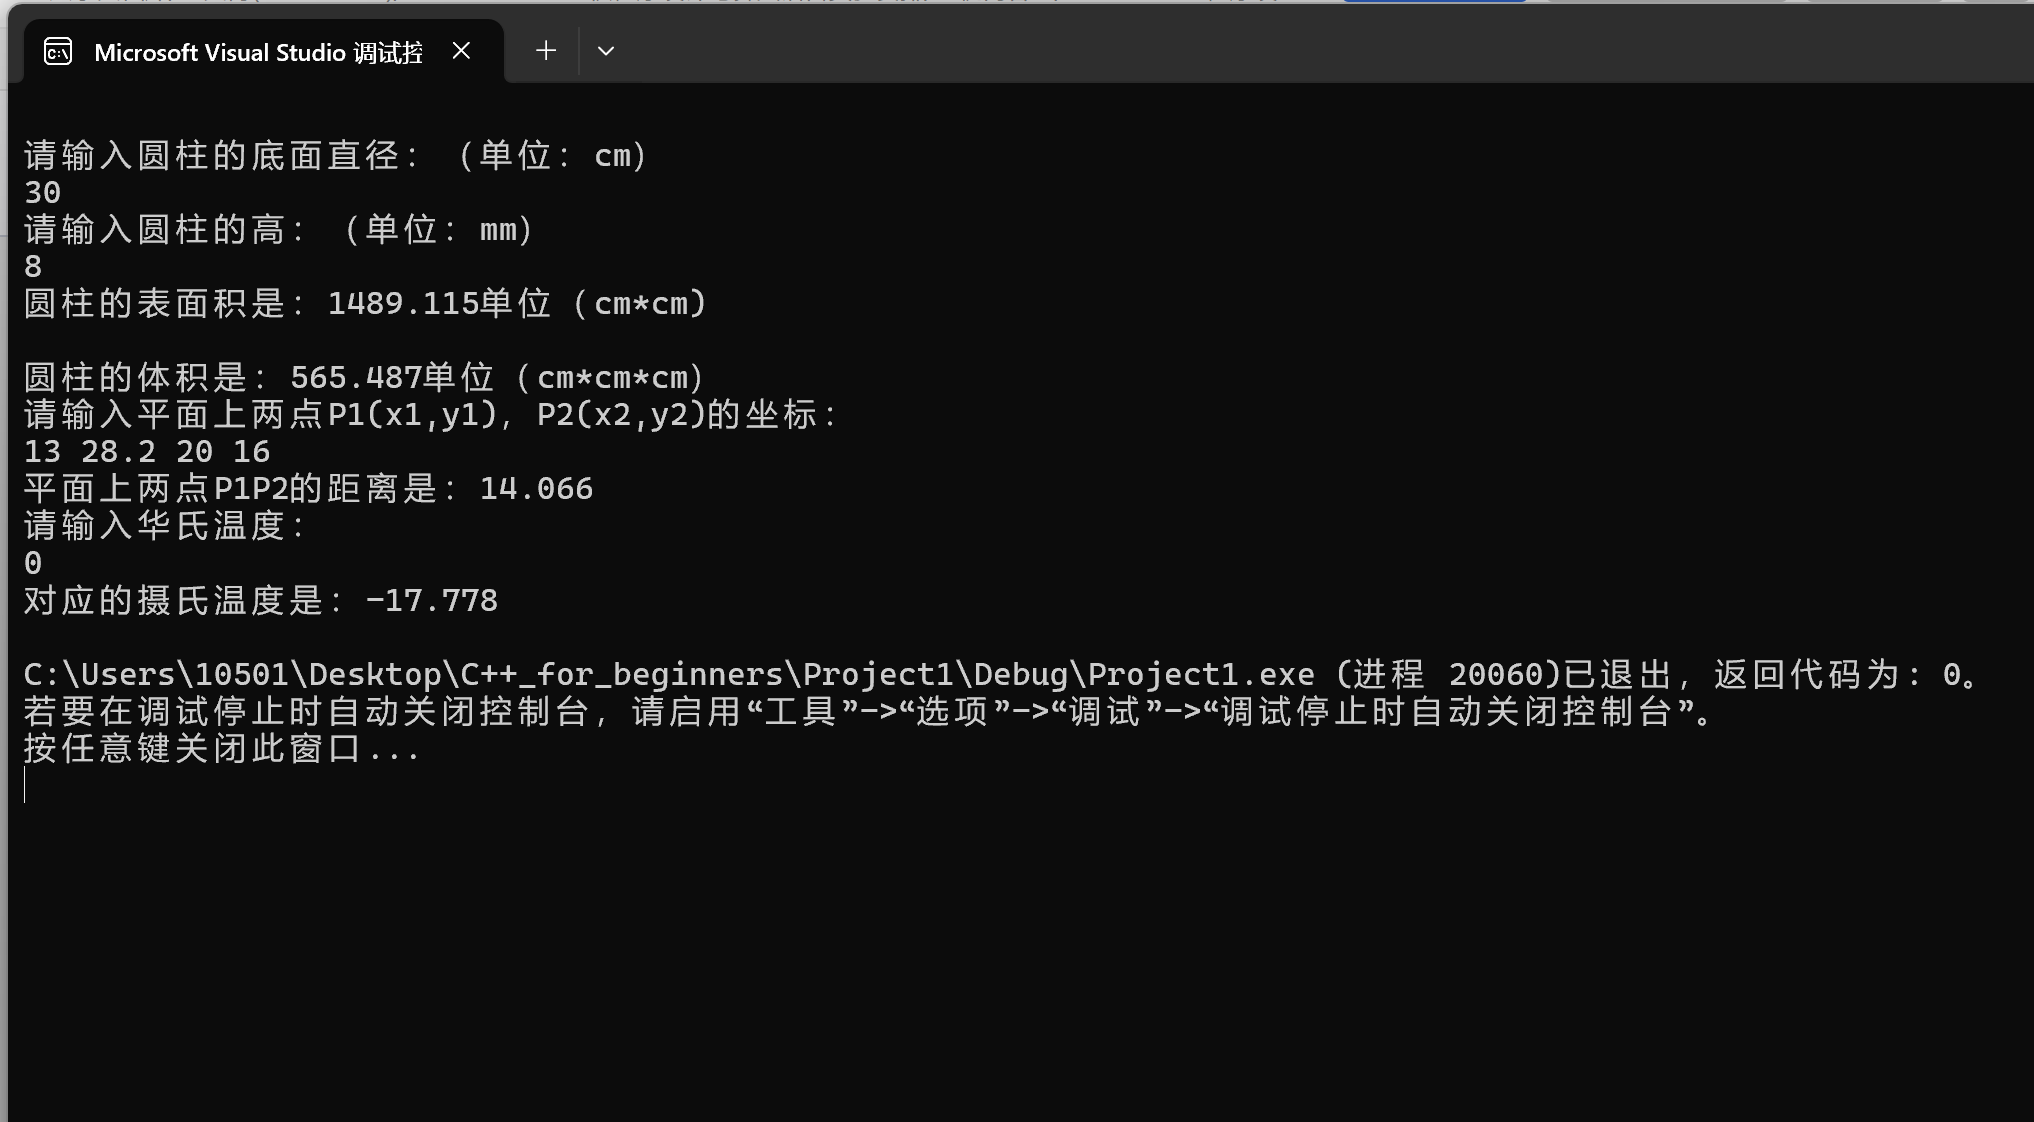 Microsoft Visual Studio 调试控
请输入圆柱的底面直径：（单位：cm）
30
请输入圆柱的高：（单位：mm）
8
圆柱的表面积是：1489.115单位（cm*cm)
圆柱的体积是：565.487单位（cm*cm*cm）
请输入平面上两点P1(x1,y1)，P2(x2,y2)的坐标：
13 28.2 20 16
平面上两点P1P2的距离是：14.066
请输入华氏温度：
0
对应的摄氏温度是：-17.778
C:\Users\10501\Desktop\C++_for_beginners\Project1\Debug\Project1.exe (进程 20060)已退出，返回代码为：0。
若要在调试停止时自动关闭控制台，请启用“工具”->“选项”->“调试”->“调试停止时自动关闭控制台”。
按任意键关闭此窗口...